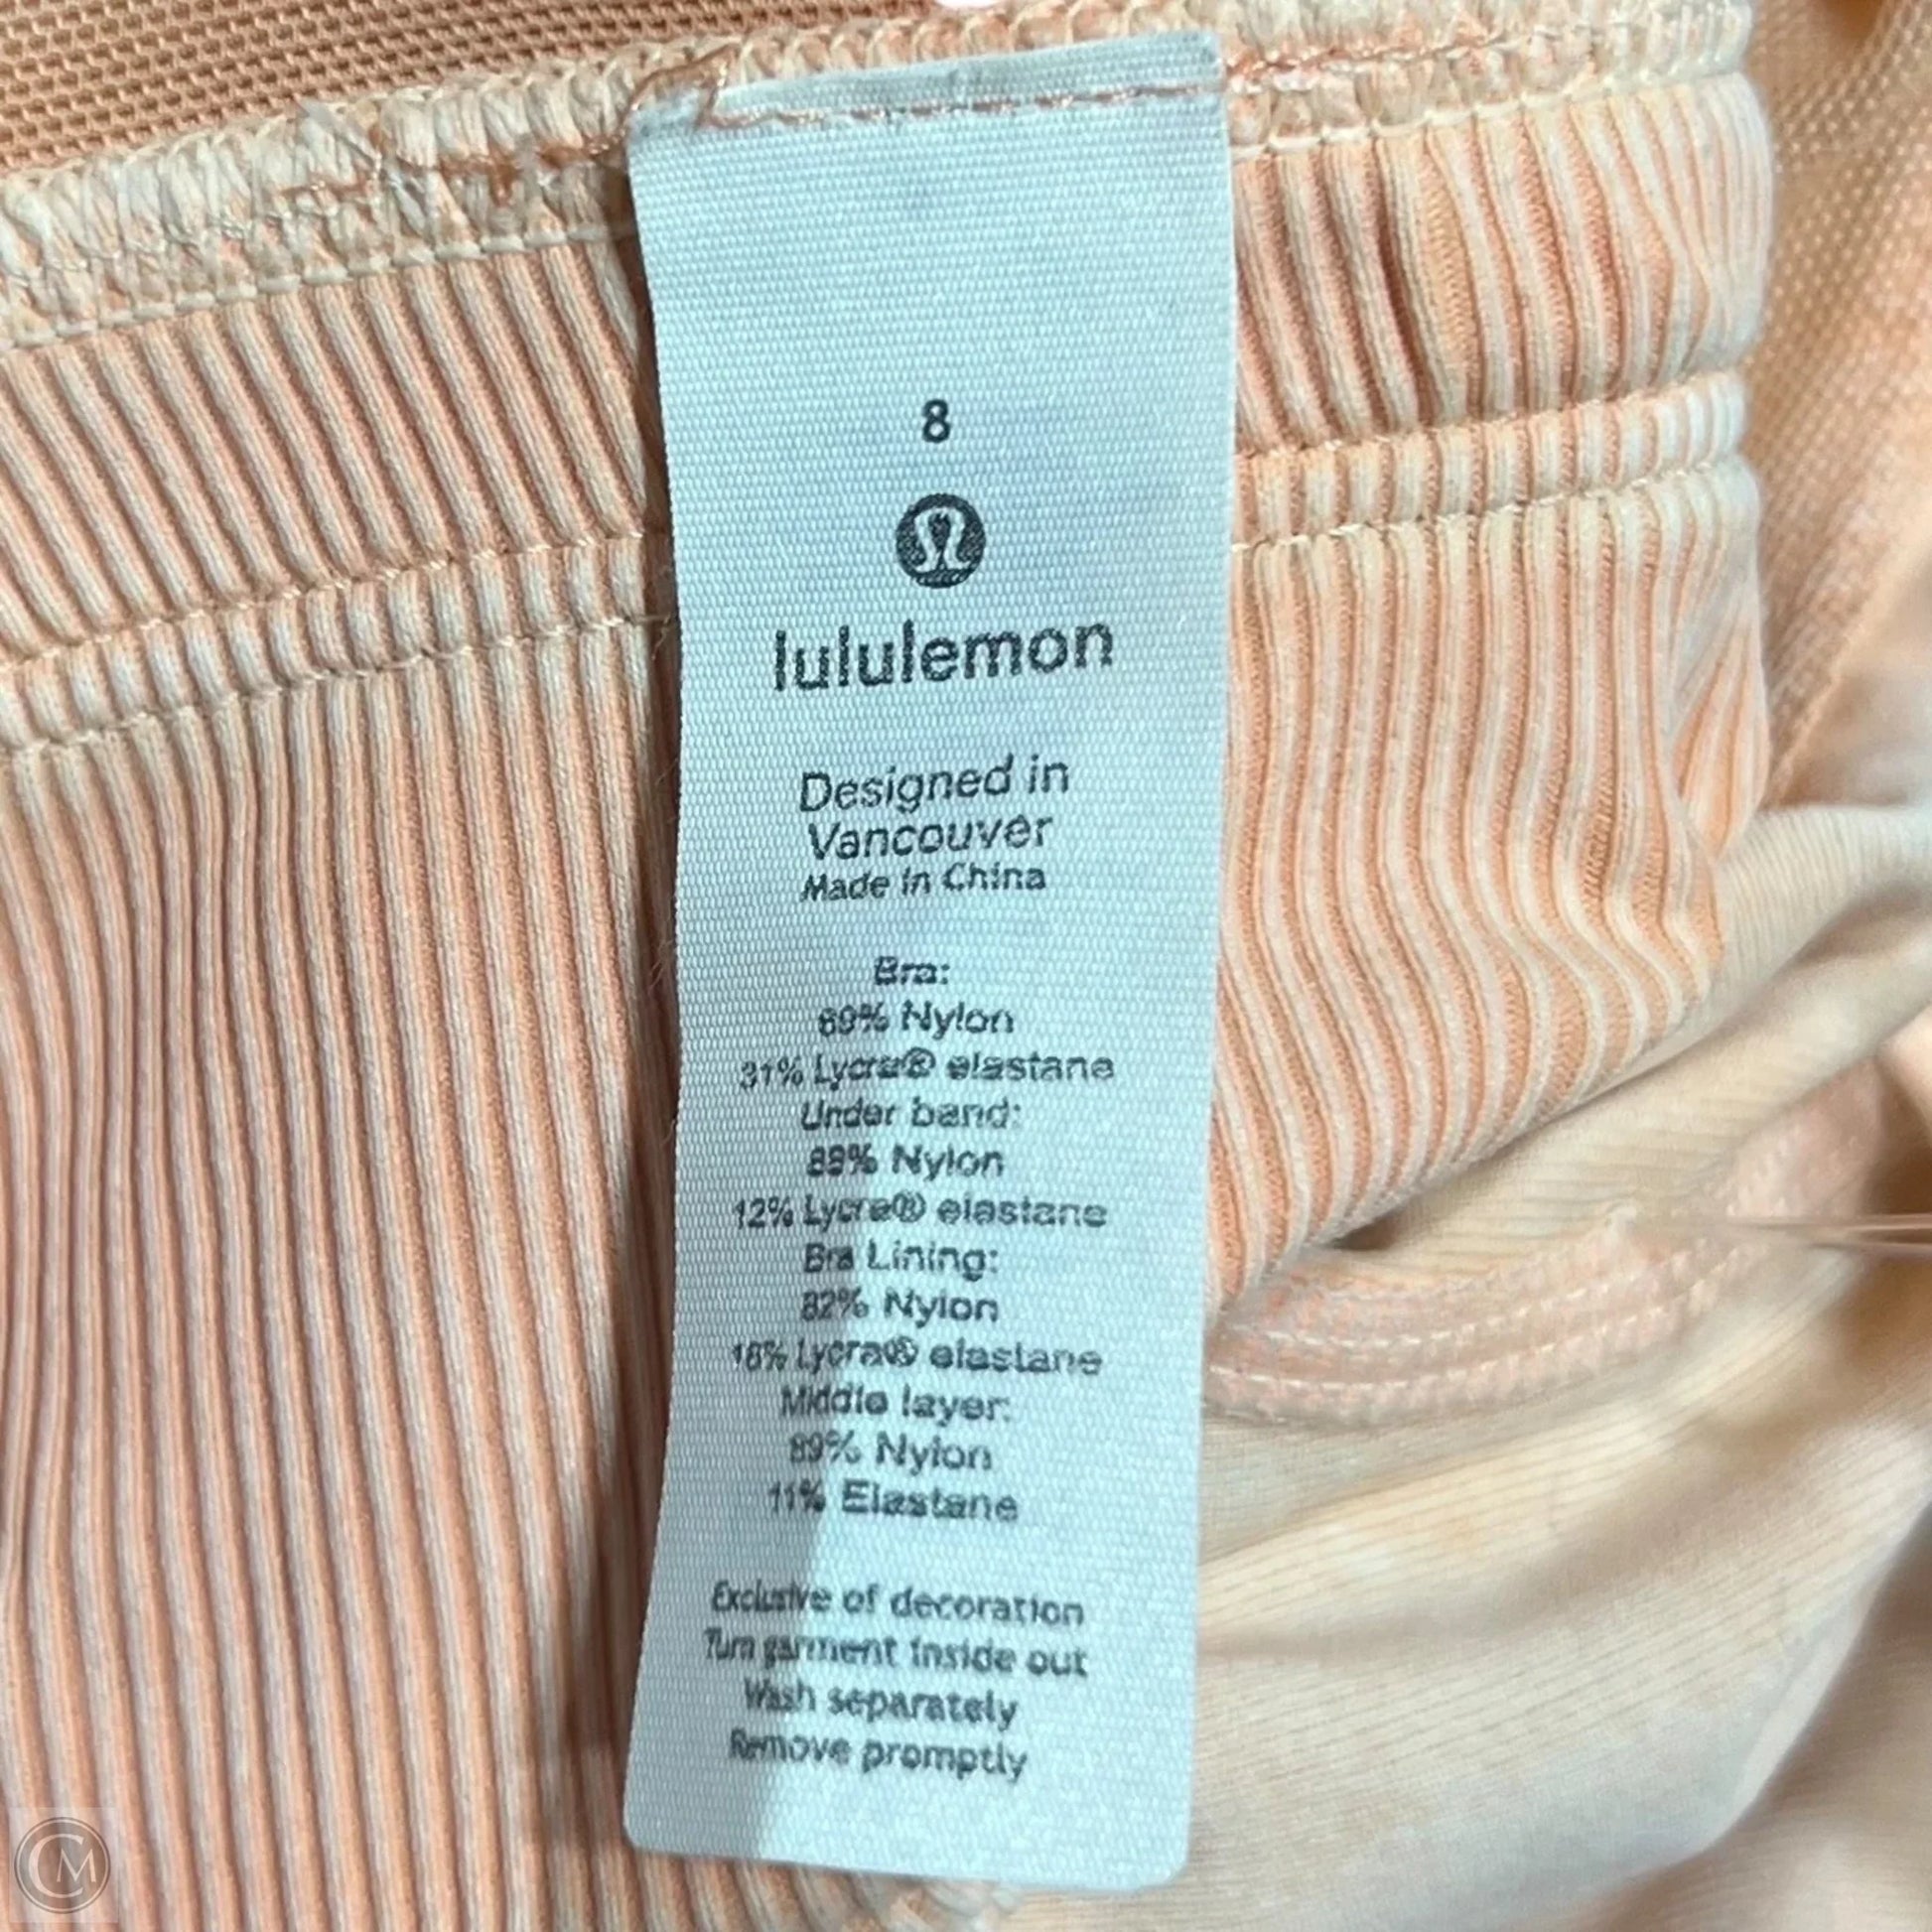 8
lululemon
Designed in
Vancouver
Made in China
Bra:
69% Nylon
31% Lycra® elastane
Under band:
88% Nylon
12% Lycra® elastane
Bra Lining:
82% Nylon
18% Lycra® elastane
Middle layer:
89% Nylon
11% Elastane
Exclusive of decoration
Turn garment inside out
Wash separately
Remove promptly
CM